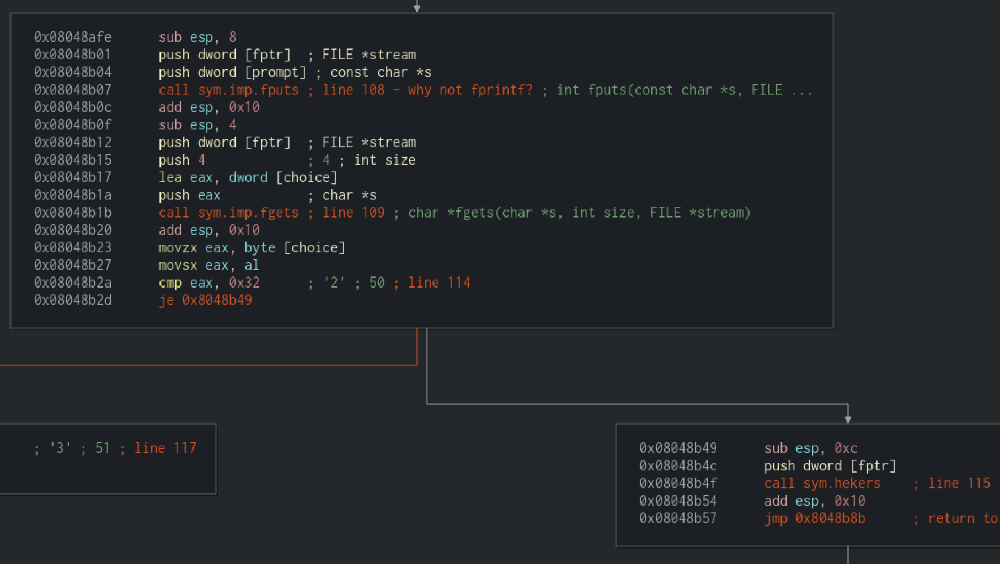 0x08048afe sub esp, 8
0x08048b01 push dword [fptr] ; FILE *stream
0x08048b04 push dword [prompt] ; const char *s
0x08048b07 call sym.imp.fputs ; line 108 - why not fprintf? ; int fputs(const char *s, FILE ...
0x08048b0c add esp, 0x10
0x08048b0f sub esp, 4
0x08048b12 push dword [fptr] ; FILE *stream
0x08048b15 push 4 ; 4 ; int size
0x08048b17 lea eax, dword [choice]
0x08048b1a push eax ; char *s
0x08048b1b call sym.imp.fgets ; line 109 ; char *fgets(char *s, int size, FILE *stream)
0x08048b20 add esp, 0x10
0x08048b23 movzx eax, byte [choice]
0x08048b27 movsx eax, al
0x08048b2a cmp eax, 0x32 ; '2' ; 50 ; line 114
0x08048b2d je 0x8048b49
; '3' ; 51 ; line 117
0x08048b49 sub esp, 0xc
0x08048b4c push dword [fptr]
0x08048b4f call sym.hekers ; line 115
0x08048b54 add esp, 0x10
0x08048b57 jmp 0x8048b8b ; return to